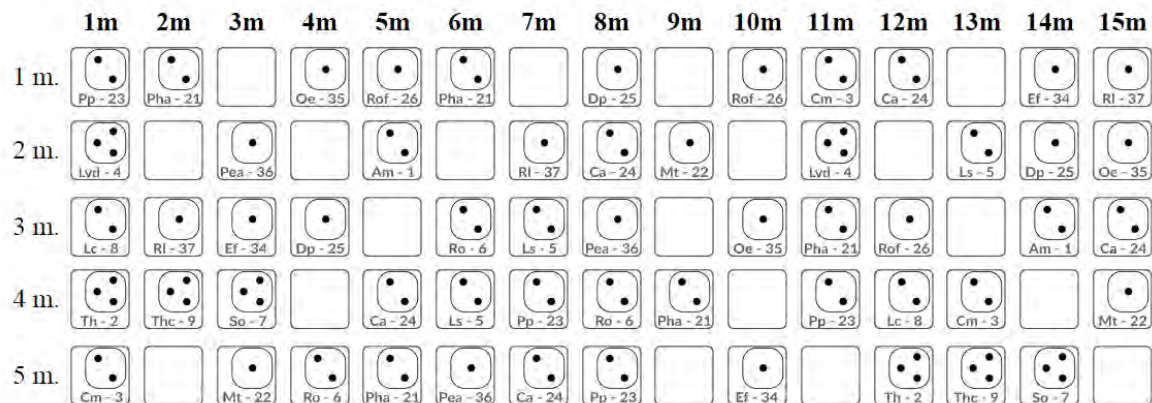 1m 2m 3m 4m 5m 6m 7m 8m 9m 10m 11m 12m 13m 14m 15m
1 m.
Pp - 23 Pha - 21 Oe - 35 Rof - 26 Pha - 21 Dp - 25 Rof - 26 Cm - 3 Ca - 24 Ef - 34 Rl - 37
2 m.
Lvd - 4 Pea - 36 Am - 1 Rl - 37 Ca - 24 Mt - 22 Lvd - 4 Ls - 5 Dp - 25 Oe - 35
3 m.
Lc - 8 Rl - 37 Ef - 34 Dp - 25 Ro - 6 Ls - 5 Pea - 36 Oe - 35 Pha - 21 Rof - 26 Am - 1 Ca - 24
4 m.
Th - 2 Thc - 9 So - 7 Ca - 24 Ls - 5 Pp - 23 Ro - 6 Pha - 21 Pp - 23 Lc - 8 Cm - 3 Mt - 22
5 m.
Cm - 3 Mt - 22 Ro - 6 Pha - 21 Pea - 36 Ca - 24 Pp - 23 Ef - 34 Th - 2 Thc - 9 So - 7